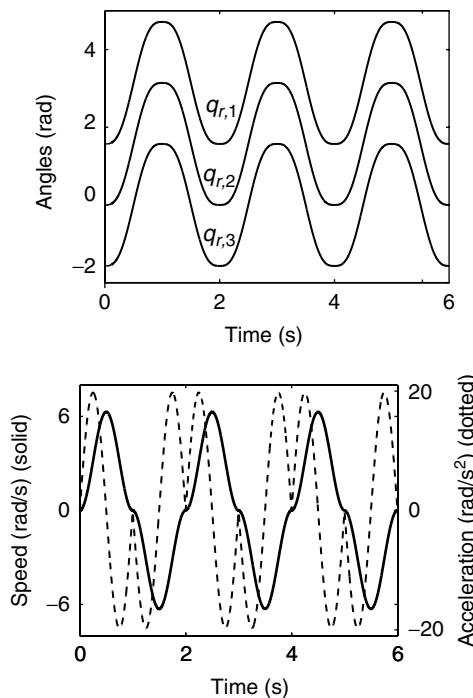 4
2
0
−2
Angles (rad)
q_{r,1}
q_{r,2}
q_{r,3}
0 2 4 6
Time (s)
6
0
−6
Speed (rad/s) (solid)
20
0
−20
Acceleration (rad/s²) (dotted)
0 2 4 6
Time (s)